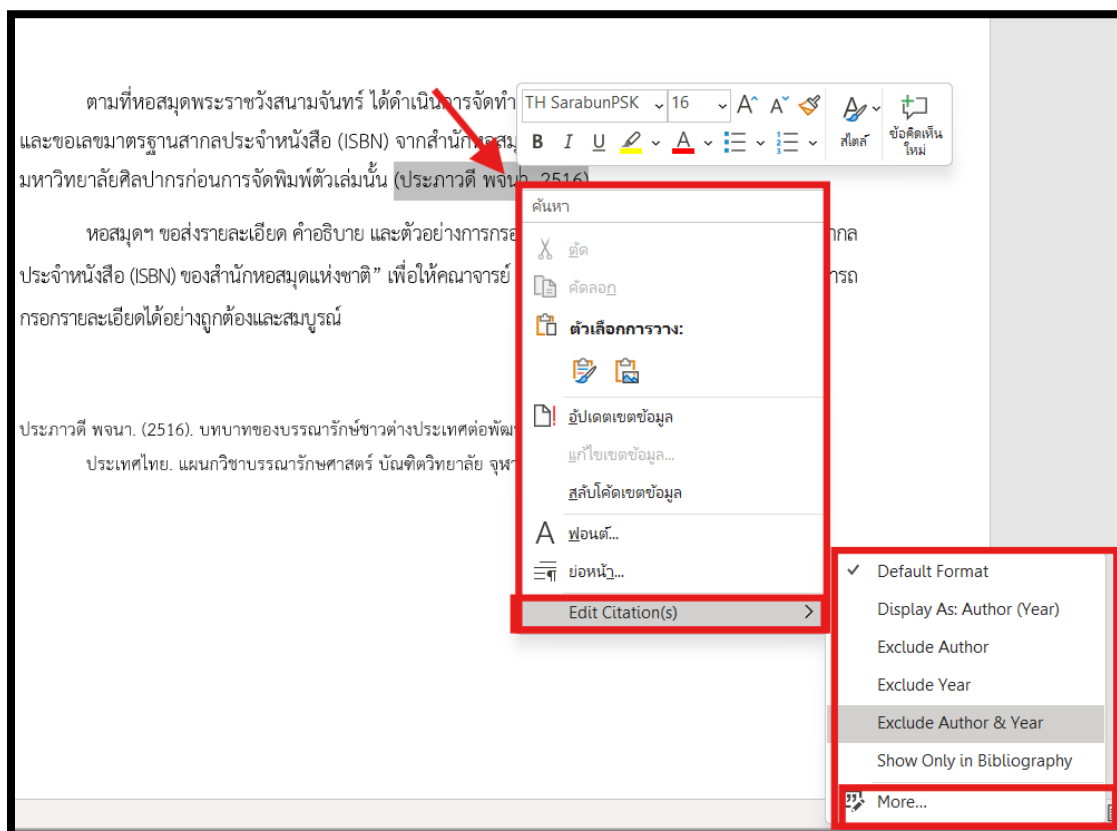 ตามที่หอสมุดพระราชวังสนามจันทร์ ได้ดำเนินการจัดทำ
และขอเลขมาตรฐานสากลประจำหนังสือ (ISBN) จากสำนักหอสมุ
มหาวิทยาลัยศิลปากรก่อนการจัดพิมพ์ตัวเล่มนั้น (ประภาวดี พจนา, 2516)
หอสมุดฯ ขอส่งรายละเอียด คำอธิบาย และตัวอย่างการกรอ
ากล
ประจำหนังสือ (ISBN) ของสำนักหอสมุดแห่งชาติ" เพื่อให้คณาจารย์
ารถ
กรอกรายละเอียดได้อย่างถูกต้องและสมบูรณ์
ประภาวดี พจนา. (2516). บทบาทของบรรณารักษ์ชาวต่างประเทศต่อพัฒ
ประเทศไทย. แผนกวิชาบรรณารักษศาสตร์ บัณฑิตวิทยาลัย จุฬา
TH SarabunPSK 16 A A
B I U A
สไตล์
ข้อคิดเห็น
ใหม่
ค้นหา
ตัด
คัดลอก
ตัวเลือกการวาง:
อัปเดตเขตข้อมูล
แก้ไขเขตข้อมูล...
สลับโค้ดเขตข้อมูล
A ฟอนต์...
ย่อหน้า...
Edit Citation(s)
Default Format
Display As: Author (Year)
Exclude Author
Exclude Year
Exclude Author & Year
Show Only in Bibliography
More...